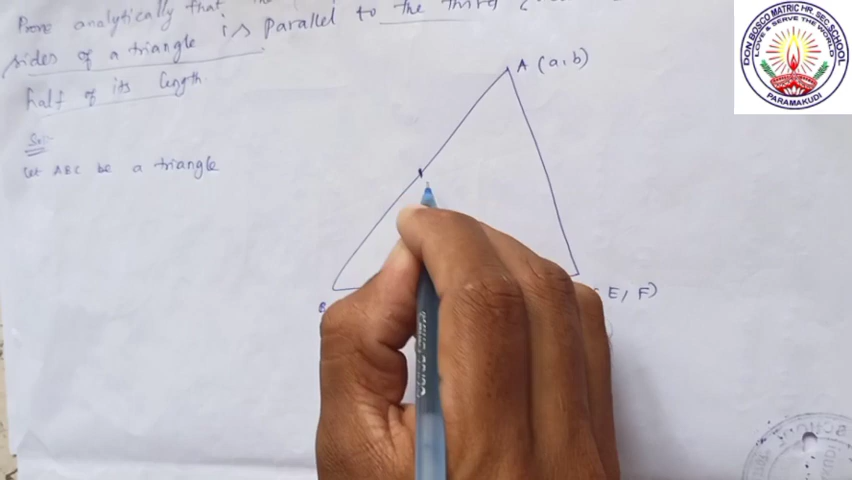 Prove analytically that the
sides of a triangle is parallel to the third
half of its length.
Sol:-
Let ABC be a triangle
A (a, b)
B
E, F)
DON BOSCO MATRIC HR. SEC. SCHOOL
LOVE & SERVE THE WORLD
PARAMAKUDI